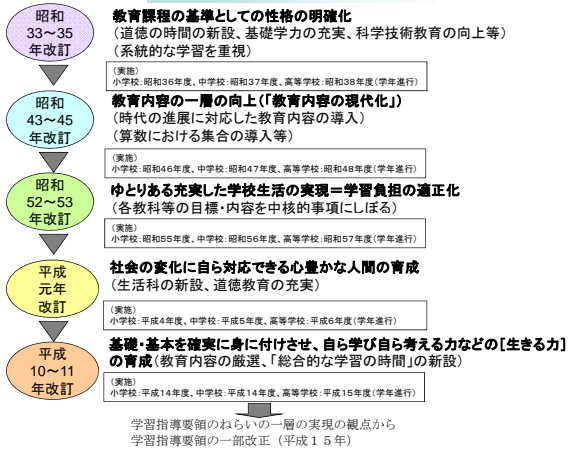 昭和
33～35
年改訂
教育課程の基準としての性格の明確化
（道徳の時間の新設、基礎学力の充実、科学技術教育の向上等）
（系統的な学習を重視）
（実施）
小学校：昭和36年度、中学校：昭和37年度、高等学校：昭和38年度（学年進行）
昭和
43～45
年改訂
教育内容の一層の向上（「教育内容の現代化」）
（時代の進展に対応した教育内容の導入）
（算数における集合の導入等）
（実施）
小学校：昭和46年度、中学校：昭和47年度、高等学校：昭和48年度（学年進行）
昭和
52～53
年改訂
ゆとりある充実した学校生活の実現＝学習負担の適正化
（各教科等の目標・内容を中核的事項にしぼる）
（実施）
小学校：昭和55年度、中学校：昭和56年度、高等学校：昭和57年度（学年進行）
平成
元年
改訂
社会の変化に自ら対応できる心豊かな人間の育成
（生活科の新設、道徳教育の充実）
（実施）
小学校：平成4年度、中学校：平成5年度、高等学校：平成6年度（学年進行）
平成
10～11
年改訂
基礎・基本を確実に身に付けさせ、自ら学び自ら考える力などの［生きる力］
の育成（教育内容の厳選、「総合的な学習の時間」の新設）
（実施）
小学校：平成14年度、中学校：平成14年度、高等学校：平成15年度（学年進行）
学習指導要領のねらいの一層の実現の観点から
学習指導要領の一部改正（平成１５年）